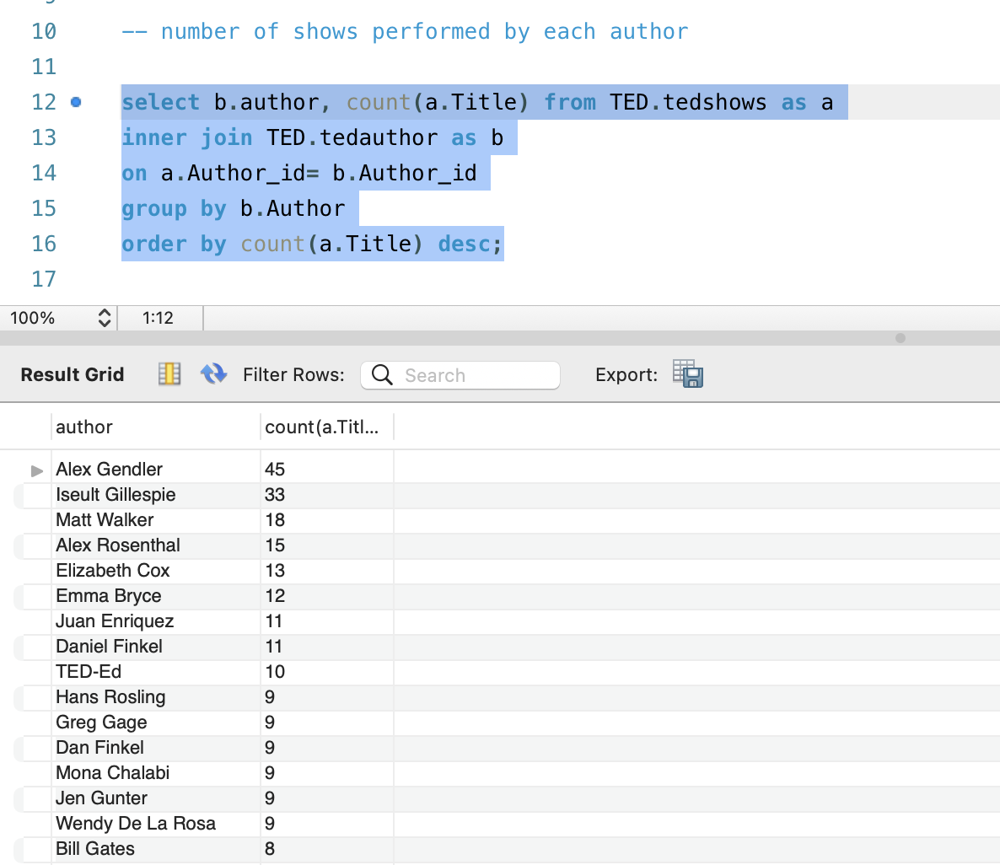 10 -- number of shows performed by each author
11
12 select b.author, count(a.Title) from TED.tedshows as a
13 inner join TED.tedauthor as b
14 on a.Author_id= b.Author_id
15 group by b.Author
16 order by count(a.Title) desc;
17
100% 1:12
Result Grid Filter Rows: Search Export:
author count(a.Titl...
Alex Gendler 45
Iseult Gillespie 33
Matt Walker 18
Alex Rosenthal 15
Elizabeth Cox 13
Emma Bryce 12
Juan Enriquez 11
Daniel Finkel 11
TED-Ed 10
Hans Rosling 9
Greg Gage 9
Dan Finkel 9
Mona Chalabi 9
Jen Gunter 9
Wendy De La Rosa 9
Bill Gates 8